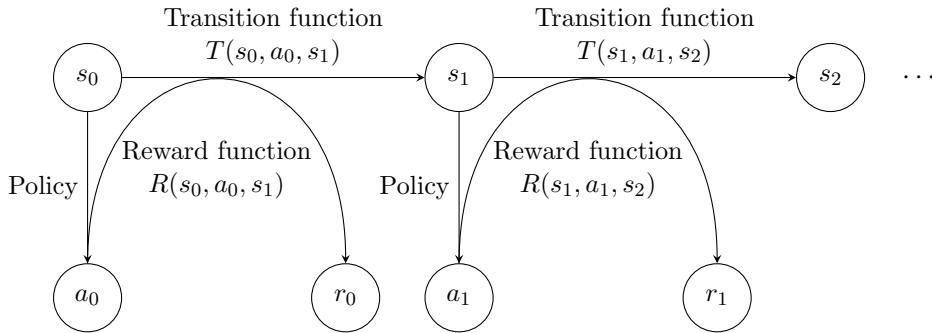 Transition function
T(s₀, a₀, s₁)
Transition function
T(s₁, a₁, s₂)
s₀
s₁
s₂
...
Reward function
R(s₀, a₀, s₁)
Reward function
R(s₁, a₁, s₂)
Policy
Policy
a₀
r₀
a₁
r₁